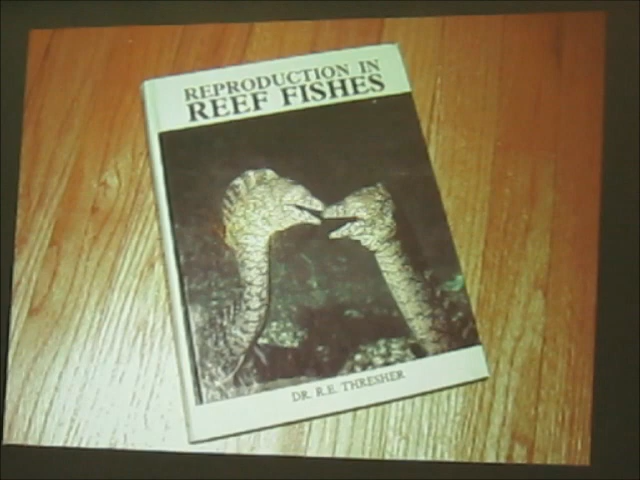 REPRODUCTION IN
REEF FISHES
DR. R.E. THRESHER